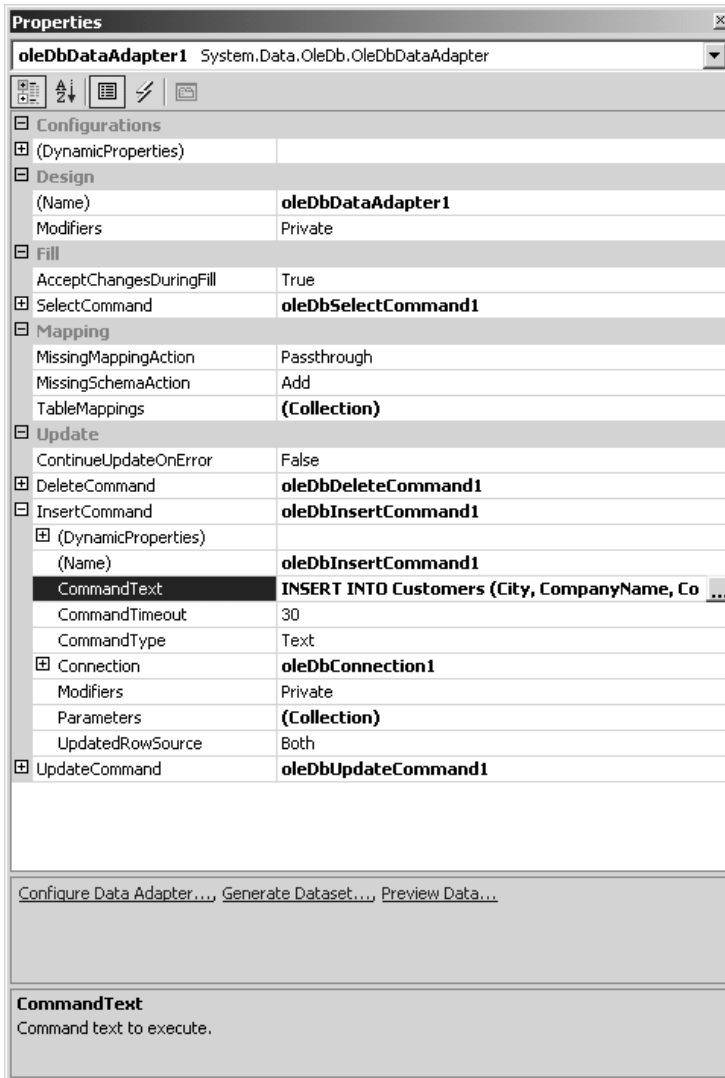 Properties
oleDbDataAdapter1 System.Data.OleDb.OleDbDataAdapter
Configurations
(DynamicProperties)
Design
(Name) oleDbDataAdapter1
Modifiers Private
Fill
AcceptChangesDuringFill True
SelectCommand oleDbSelectCommand1
Mapping
MissingMappingAction Passthrough
MissingSchemaAction Add
TableMappings (Collection)
Update
ContinueUpdateOnError False
DeleteCommand oleDbDeleteCommand1
InsertCommand oleDbInsertCommand1
(DynamicProperties)
(Name) oleDbInsertCommand1
CommandText INSERT INTO Customers (City, CompanyName, Co ...
CommandTimeout 30
CommandType Text
Connection oleDbConnection1
Modifiers Private
Parameters (Collection)
UpdatedRowSource Both
UpdateCommand oleDbUpdateCommand1
Configure Data Adapter..., Generate Dataset..., Preview Data...
CommandText
Command text to execute.